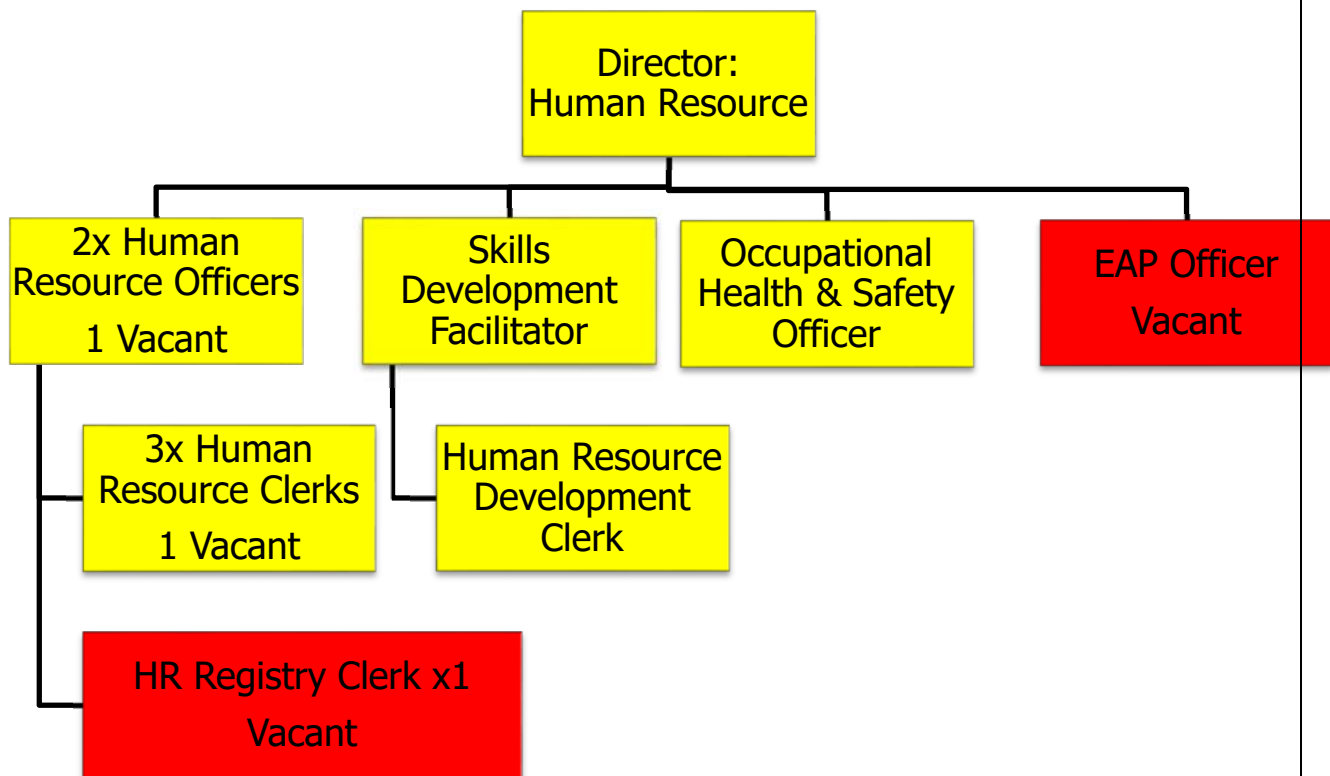 Director:
Human Resource
2x Human
Resource Officers
1 Vacant
Skills
Development
Facilitator
Occupational
Health & Safety
Officer
EAP Officer
Vacant
3x Human
Resource Clerks
1 Vacant
Human Resource
Development
Clerk
HR Registry Clerk x1
Vacant